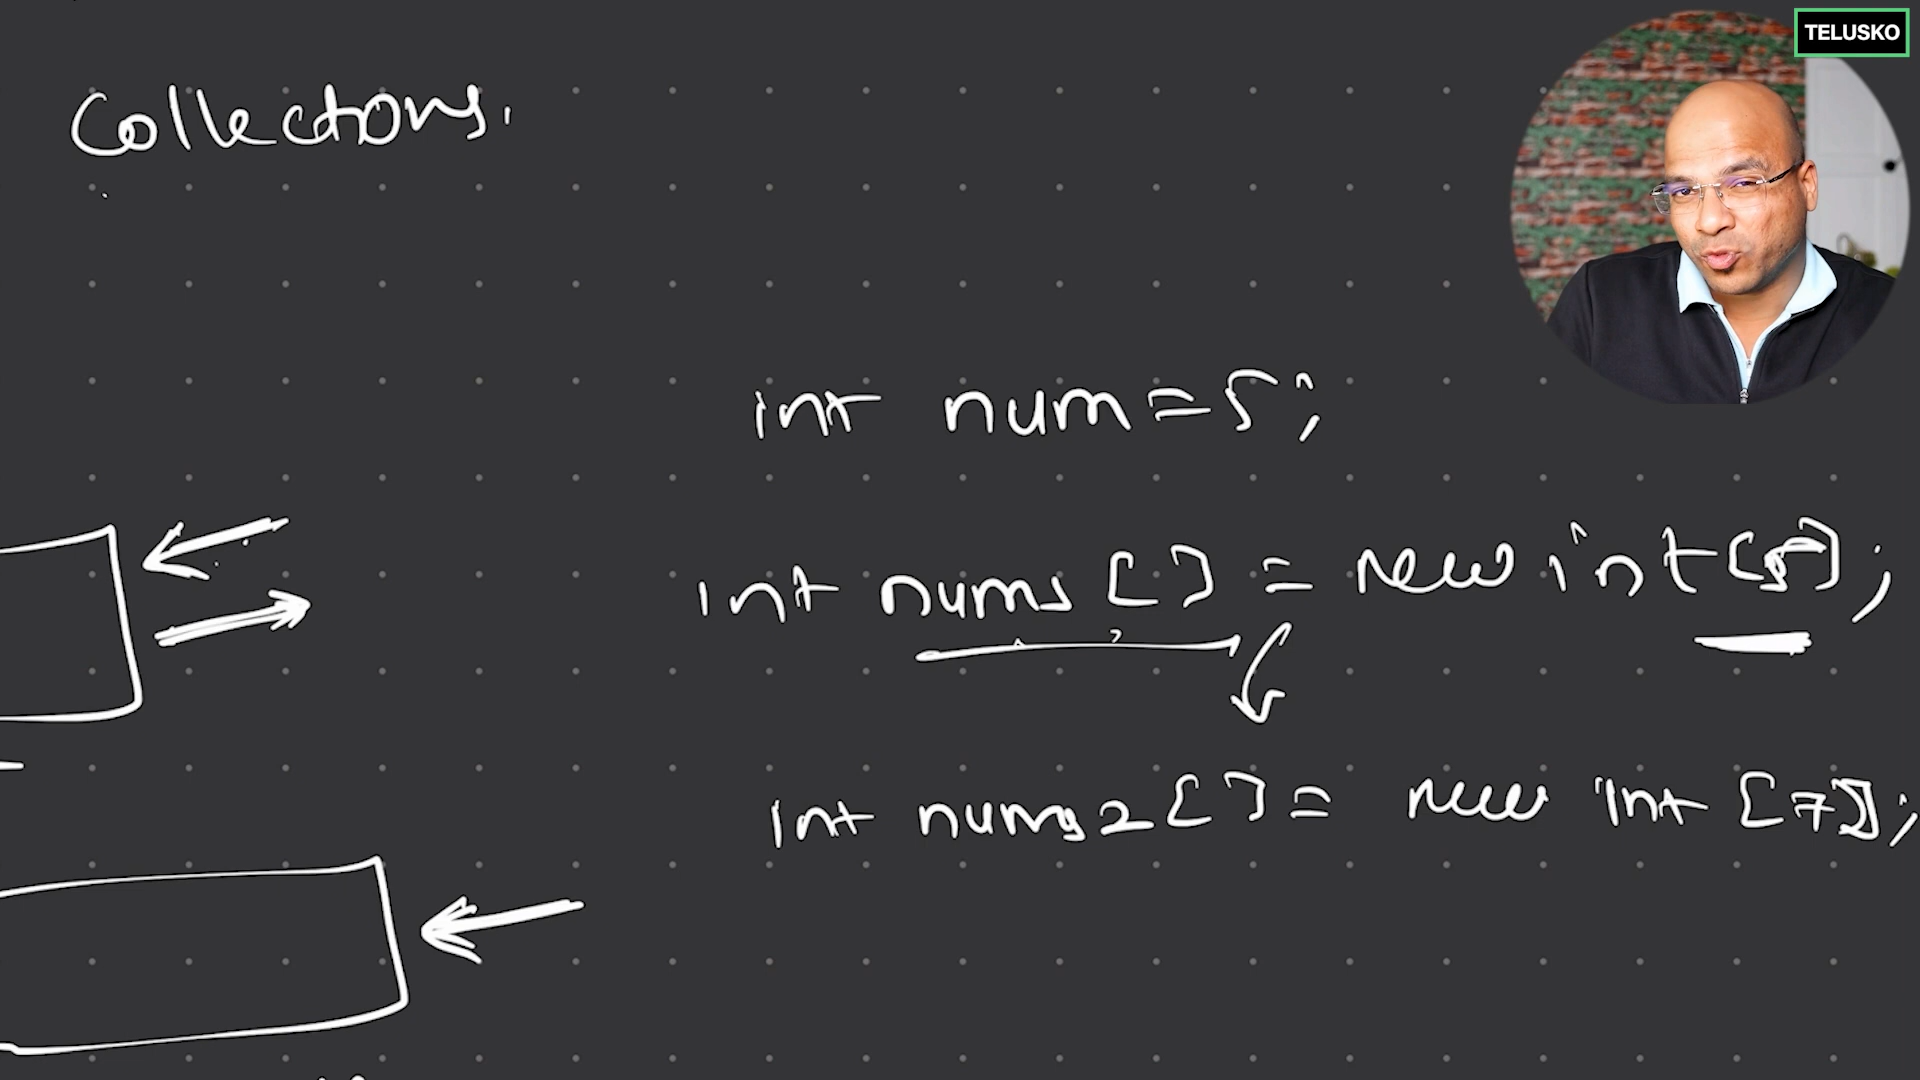 TELUSKO
Collections.
int num=5;
int nums[]= new int[5];
int nums2[]= new int [7];